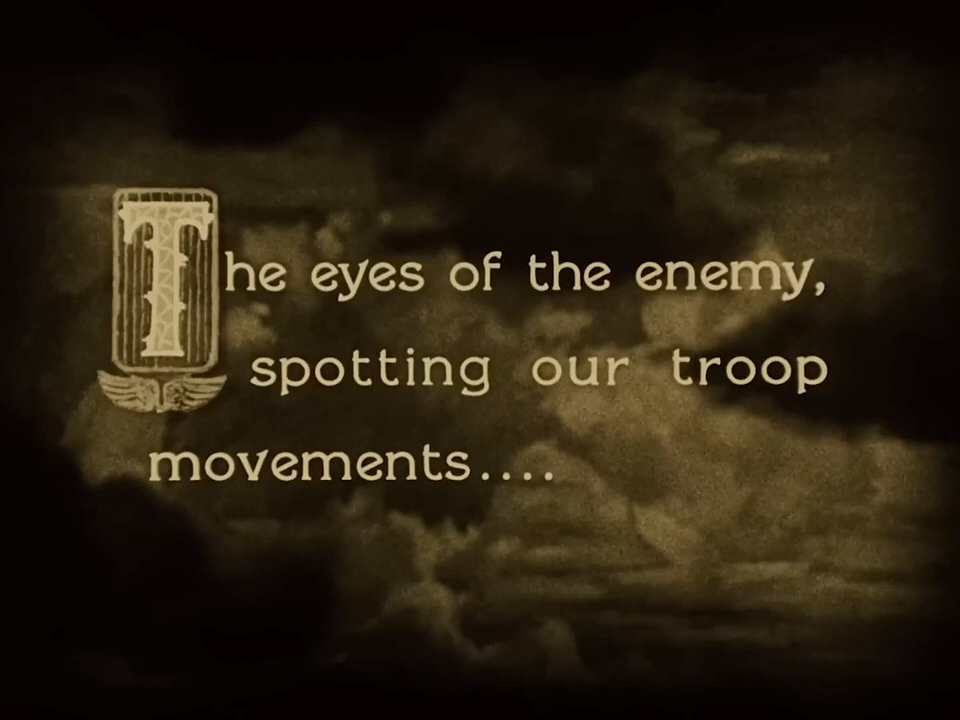 The eyes of the enemy,
spotting our troop
movements....